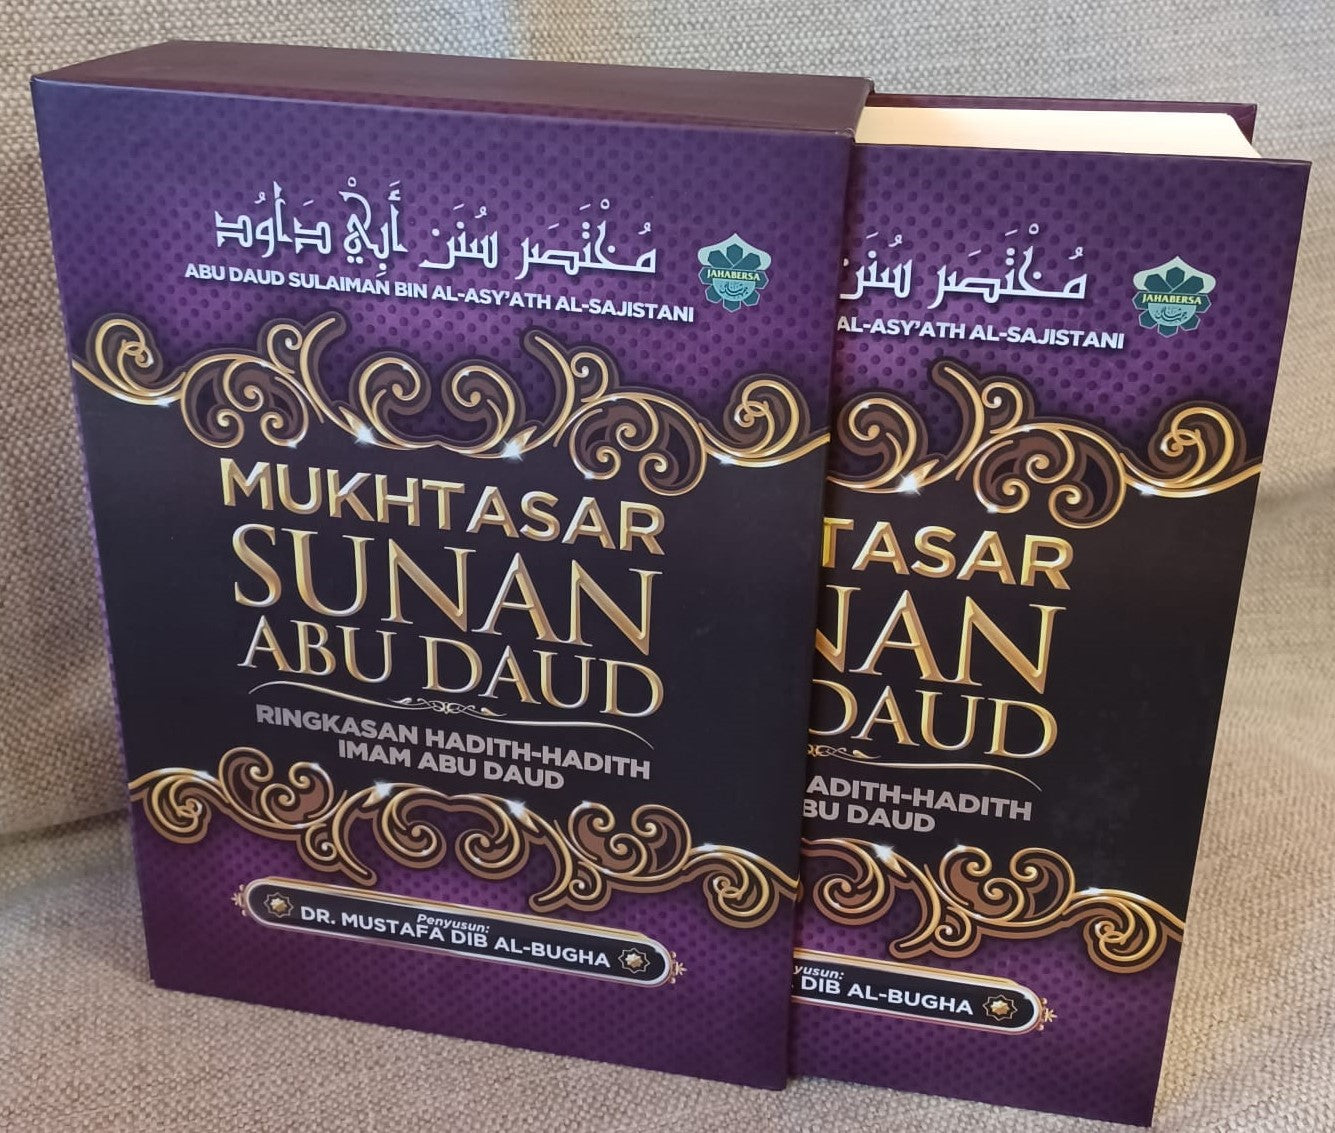 مُخْتَصَر سُنَن أَبِيْ دَاوُد
ABU DAUD SULAIMAN BIN AL-ASY'ATH AL-SAJISTANI
JAHABERSA
MUKHTASAR
SUNAN
ABU DAUD
RINGKASAN HADITH-HADITH
IMAM ABU DAUD
Penyusun:
DR. MUSTAFA DIB AL-BUGHA
مُخْتَصَر سُنَن
AL-ASY'ATH AL-SAJISTANI
JAHABERSA
TASAR
NAN
DAUD
ADITH-HADITH
BU DAUD
yusun:
DIB AL-BUGHA